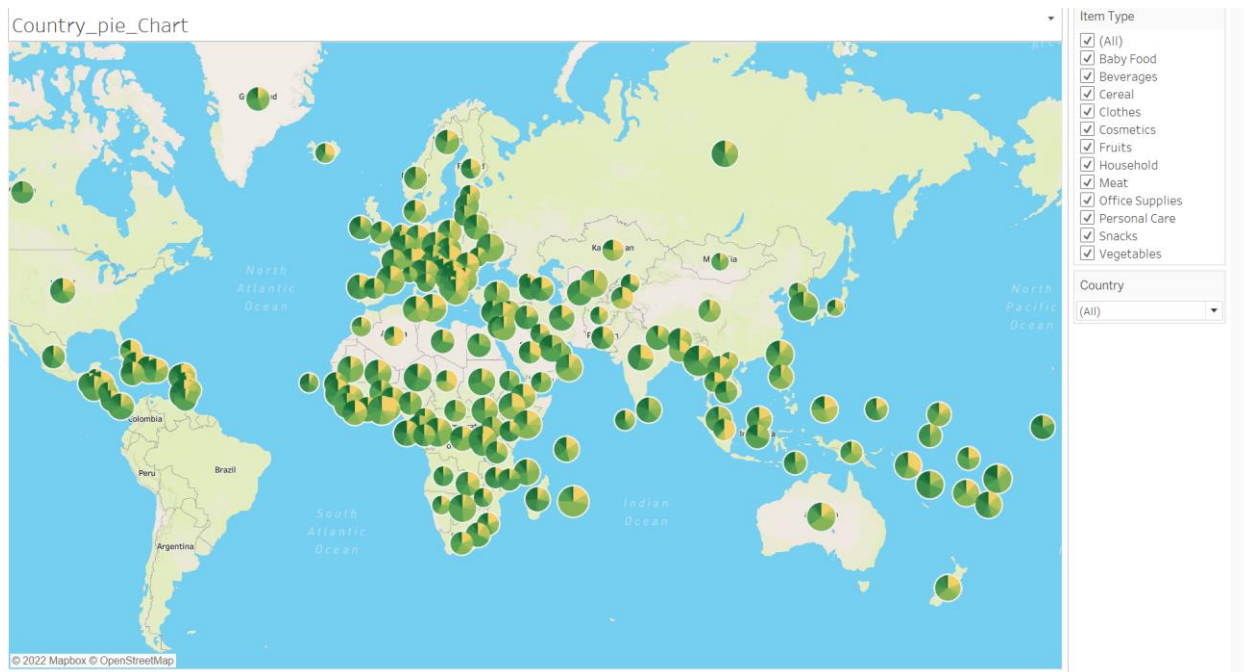 Country_pie_Chart
North
Atlantic
Ocean
North
Pacific
Ocean
Colombia
Peru
Brazil
South
Atlantic
Ocean
Indian
Ocean
Argentina
© 2022 Mapbox © OpenStreetMap
Item Type
(All)
Baby Food
Beverages
Cereal
Clothes
Cosmetics
Fruits
Household
Meat
Office Supplies
Personal Care
Snacks
Vegetables
Country
(All)